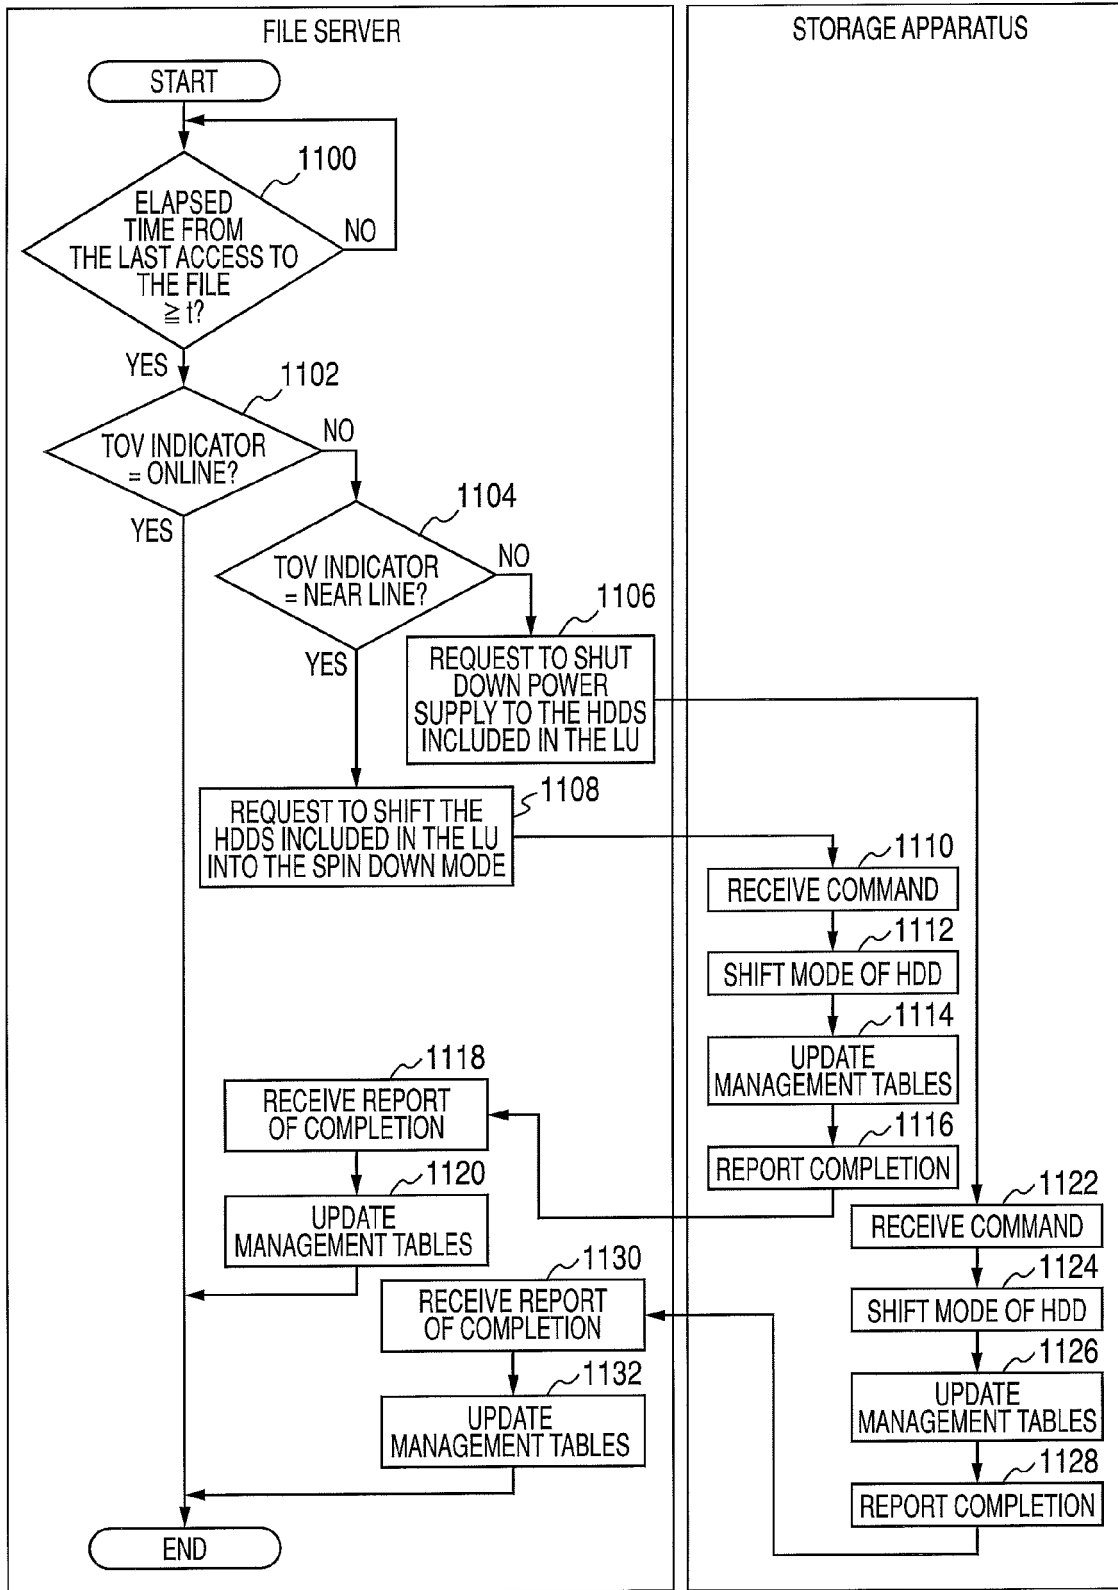 FILE SERVER
STORAGE APPARATUS
START
1100
ELAPSED
TIME FROM
THE LAST ACCESS TO
THE FILE
≧ t?
NO
YES
1102
TOV INDICATOR
= ONLINE?
NO
YES
1104
TOV INDICATOR
= NEAR LINE?
NO
YES
1106
REQUEST TO SHUT
DOWN POWER
SUPPLY TO THE HDDS
INCLUDED IN THE LU
1108
REQUEST TO SHIFT THE
HDDS INCLUDED IN THE LU
INTO THE SPIN DOWN MODE
1110
RECEIVE COMMAND
1112
SHIFT MODE OF HDD
1114
UPDATE
MANAGEMENT TABLES
1116
REPORT COMPLETION
1118
RECEIVE REPORT
OF COMPLETION
1120
UPDATE
MANAGEMENT TABLES
1122
RECEIVE COMMAND
1124
SHIFT MODE OF HDD
1126
UPDATE
MANAGEMENT TABLES
1128
REPORT COMPLETION
1130
RECEIVE REPORT
OF COMPLETION
1132
UPDATE
MANAGEMENT TABLES
END